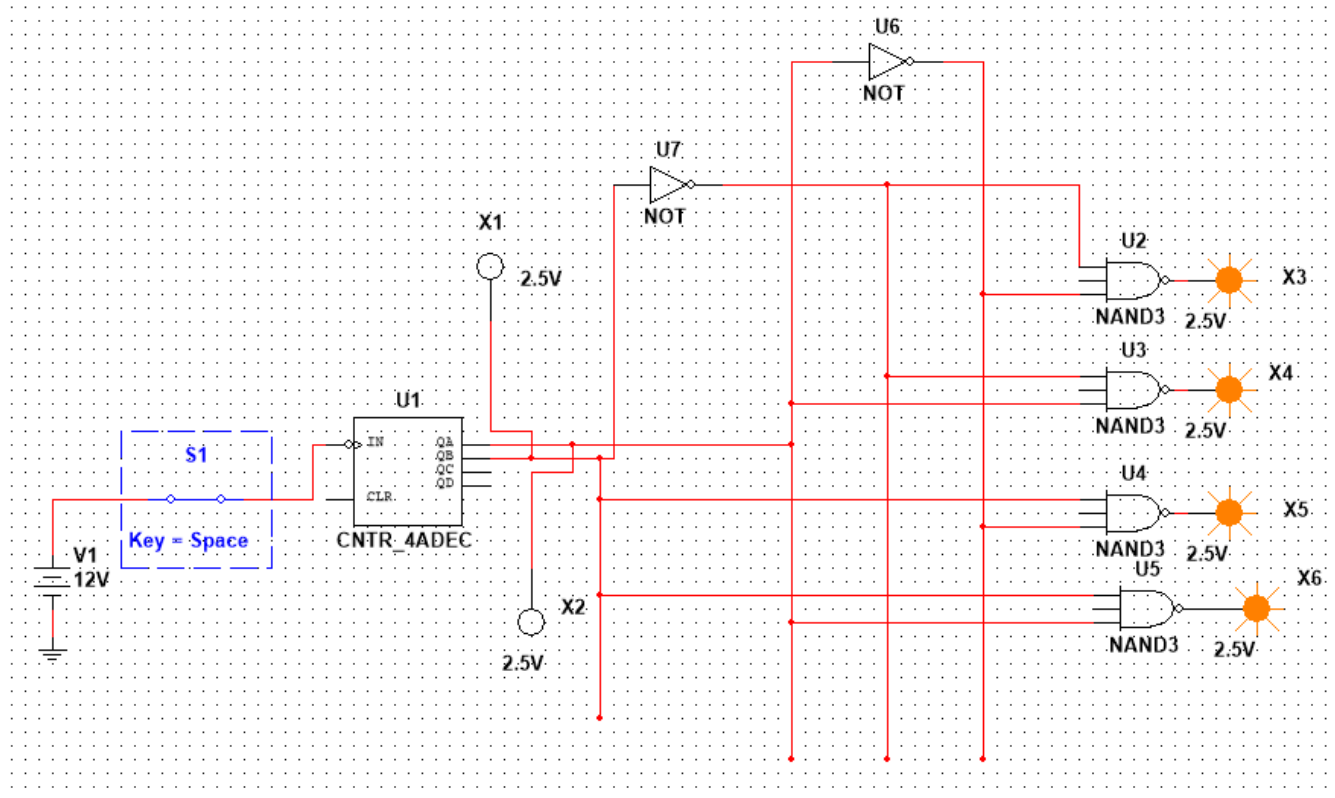 U6
NOT
U7
NOT
X1
2.5V
U2
X3
NAND3
2.5V
U3
X4
NAND3
2.5V
U1
IN
QA
QB
QC
QD
CLR
CNTR_4ADEC
S1
Key = Space
V1
12V
U4
X5
NAND3
2.5V
U5
X6
NAND3
2.5V
X2
2.5V